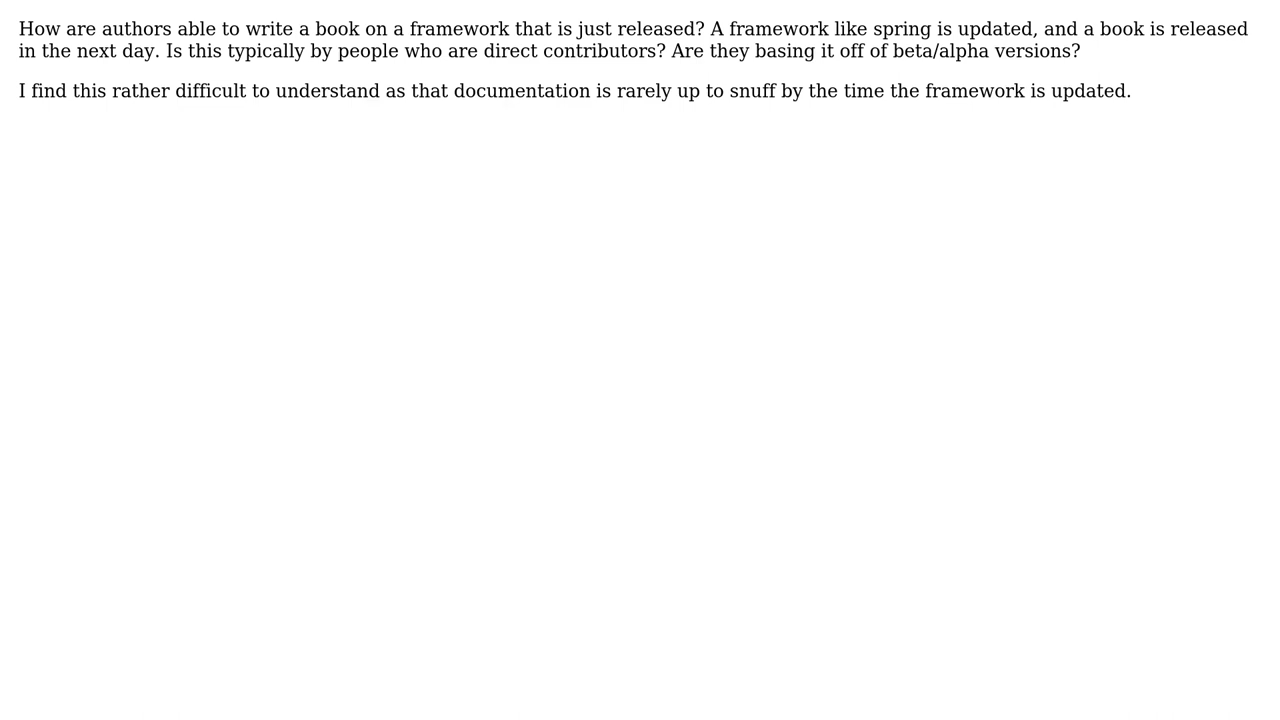 How are authors able to write a book on a framework that is just released? A framework like spring is updated, and a book is released
in the next day. Is this typically by people who are direct contributors? Are they basing it off of beta/alpha versions?
I find this rather difficult to understand as that documentation is rarely up to snuff by the time the framework is updated.